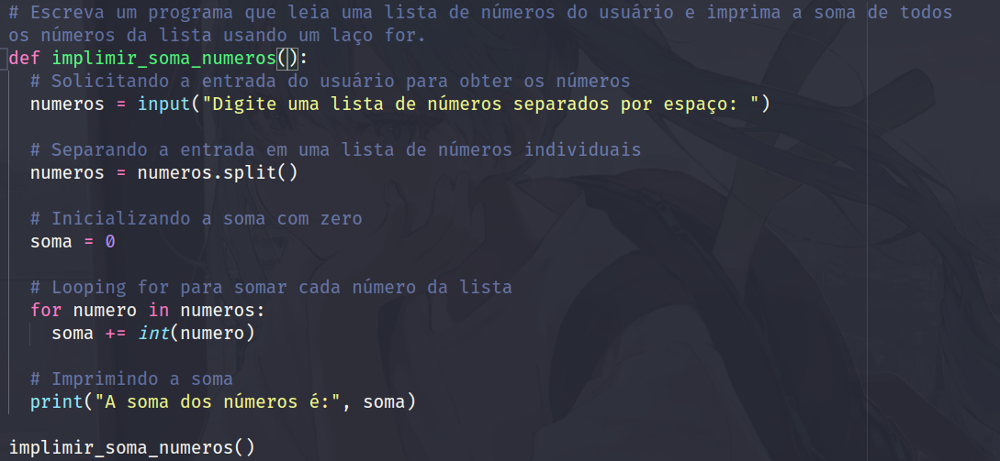 # Escreva um programa que leia uma lista de números do usuário e imprima a soma de todos
os números da lista usando um laço for.
def implimir_soma_numeros():
  # Solicitando a entrada do usuário para obter os números
  numeros = input("Digite uma lista de números separados por espaço: ")

  # Separando a entrada em uma lista de números individuais
  numeros = numeros.split()

  # Inicializando a soma com zero
  soma = 0

  # Looping for para somar cada número da lista
  for numero in numeros:
    soma += int(numero)

  # Imprimindo a soma
  print("A soma dos números é:", soma)

implimir_soma_numeros()